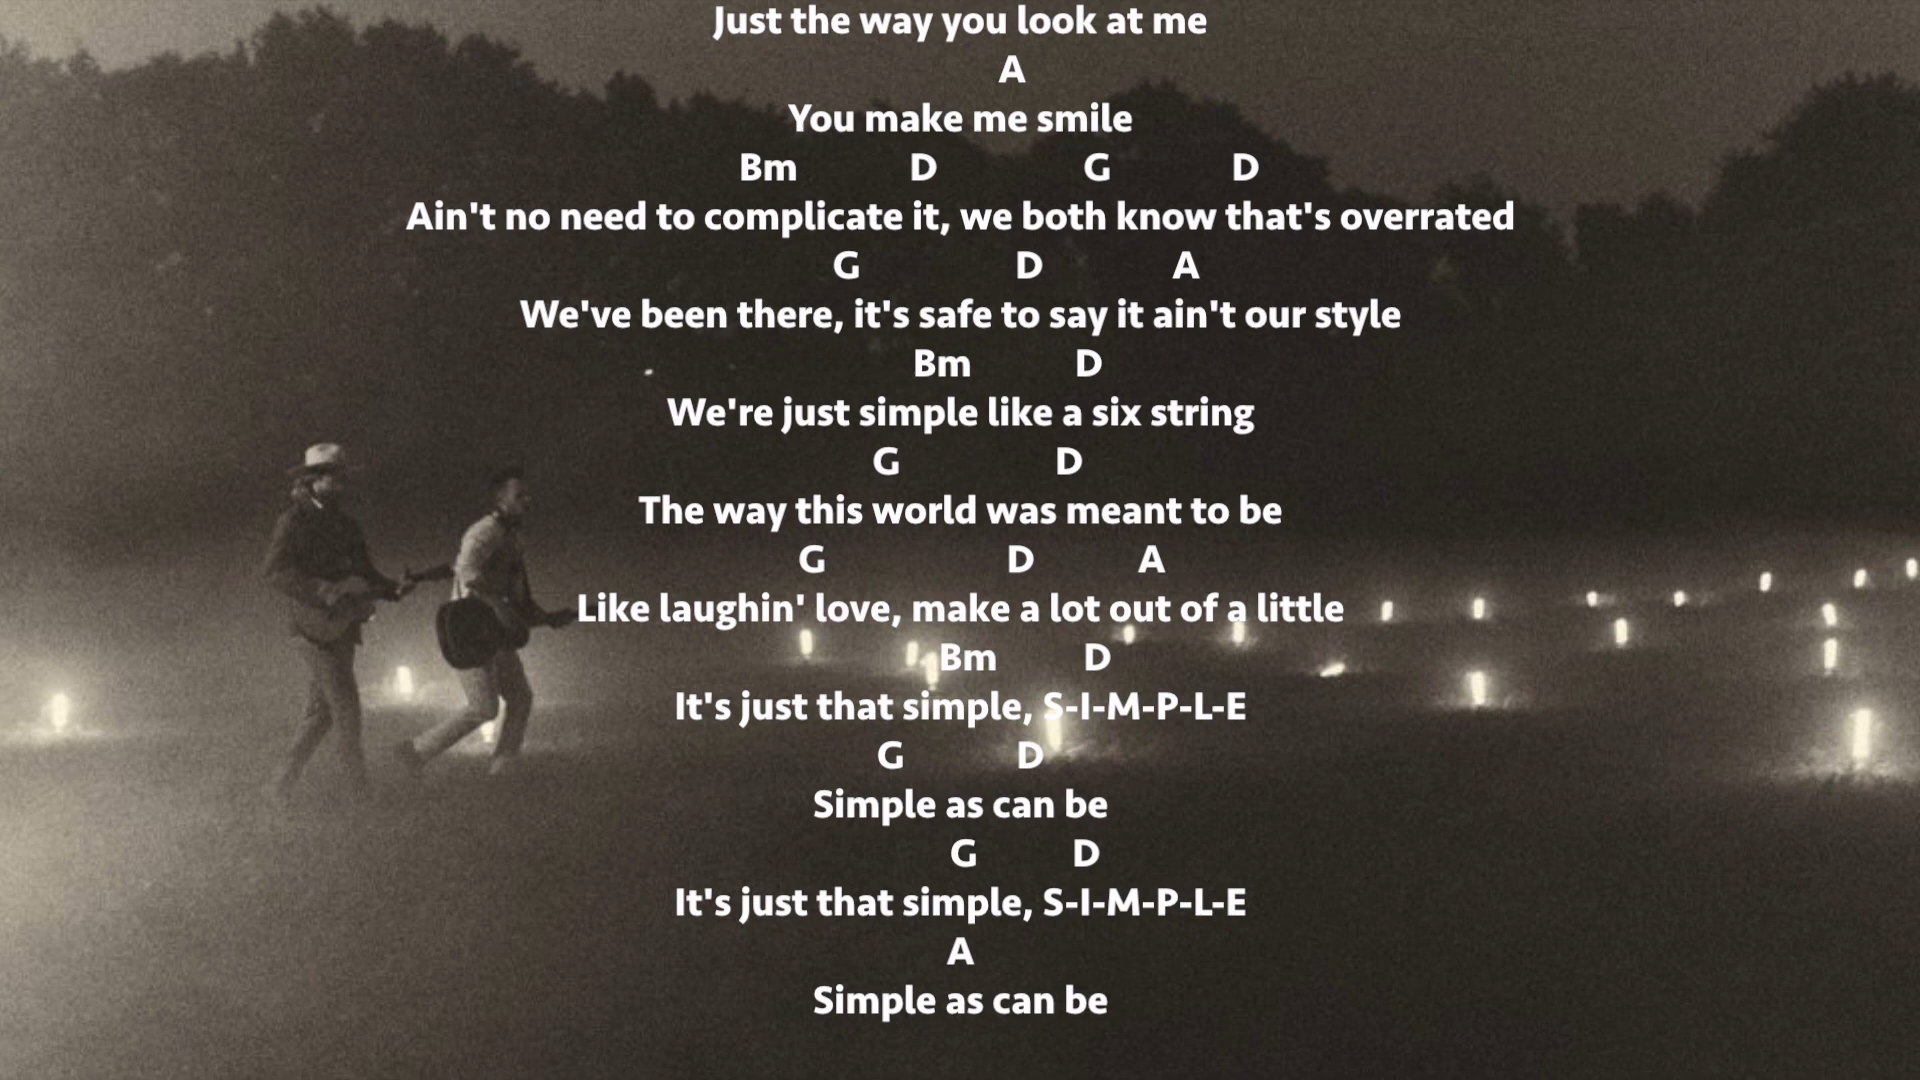 Just the way you look at me
A
You make me smile
Bm D G D
Ain't no need to complicate it, we both know that's overrated
G D A
We've been there, it's safe to say it ain't our style
Bm D
We're just simple like a six string
G D
The way this world was meant to be
G D A
Like laughin' love, make a lot out of a little
Bm D
It's just that simple, S-I-M-P-L-E
G D
Simple as can be
G D
It's just that simple, S-I-M-P-L-E
A
Simple as can be